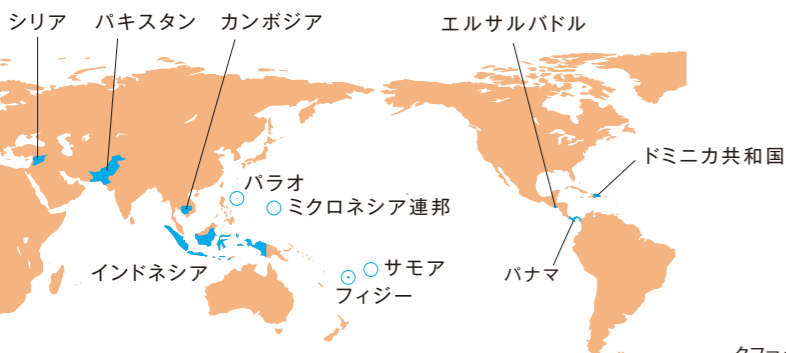 シリア
パキスタン
カンボジア
エルサルバドル
ドミニカ共和国
パラオ
ミクロネシア連邦
インドネシア
サモア
フィジー
パナマ